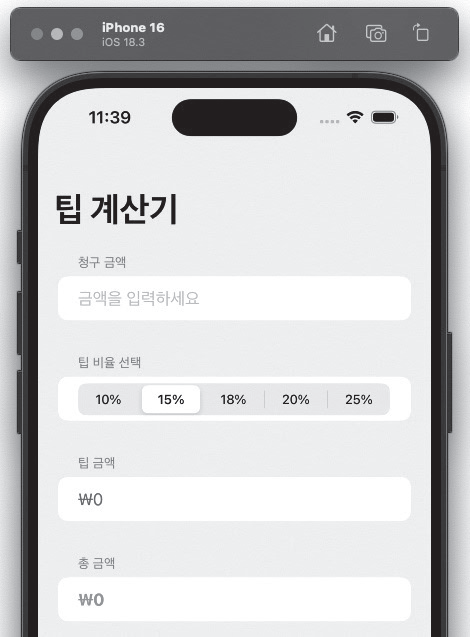 iPhone 16
iOS 18.3
11:39
팁 계산기
청구 금액
금액을 입력하세요
팁 비율 선택
10% 15% 18% 20% 25%
팁 금액
₩0
총 금액
₩0